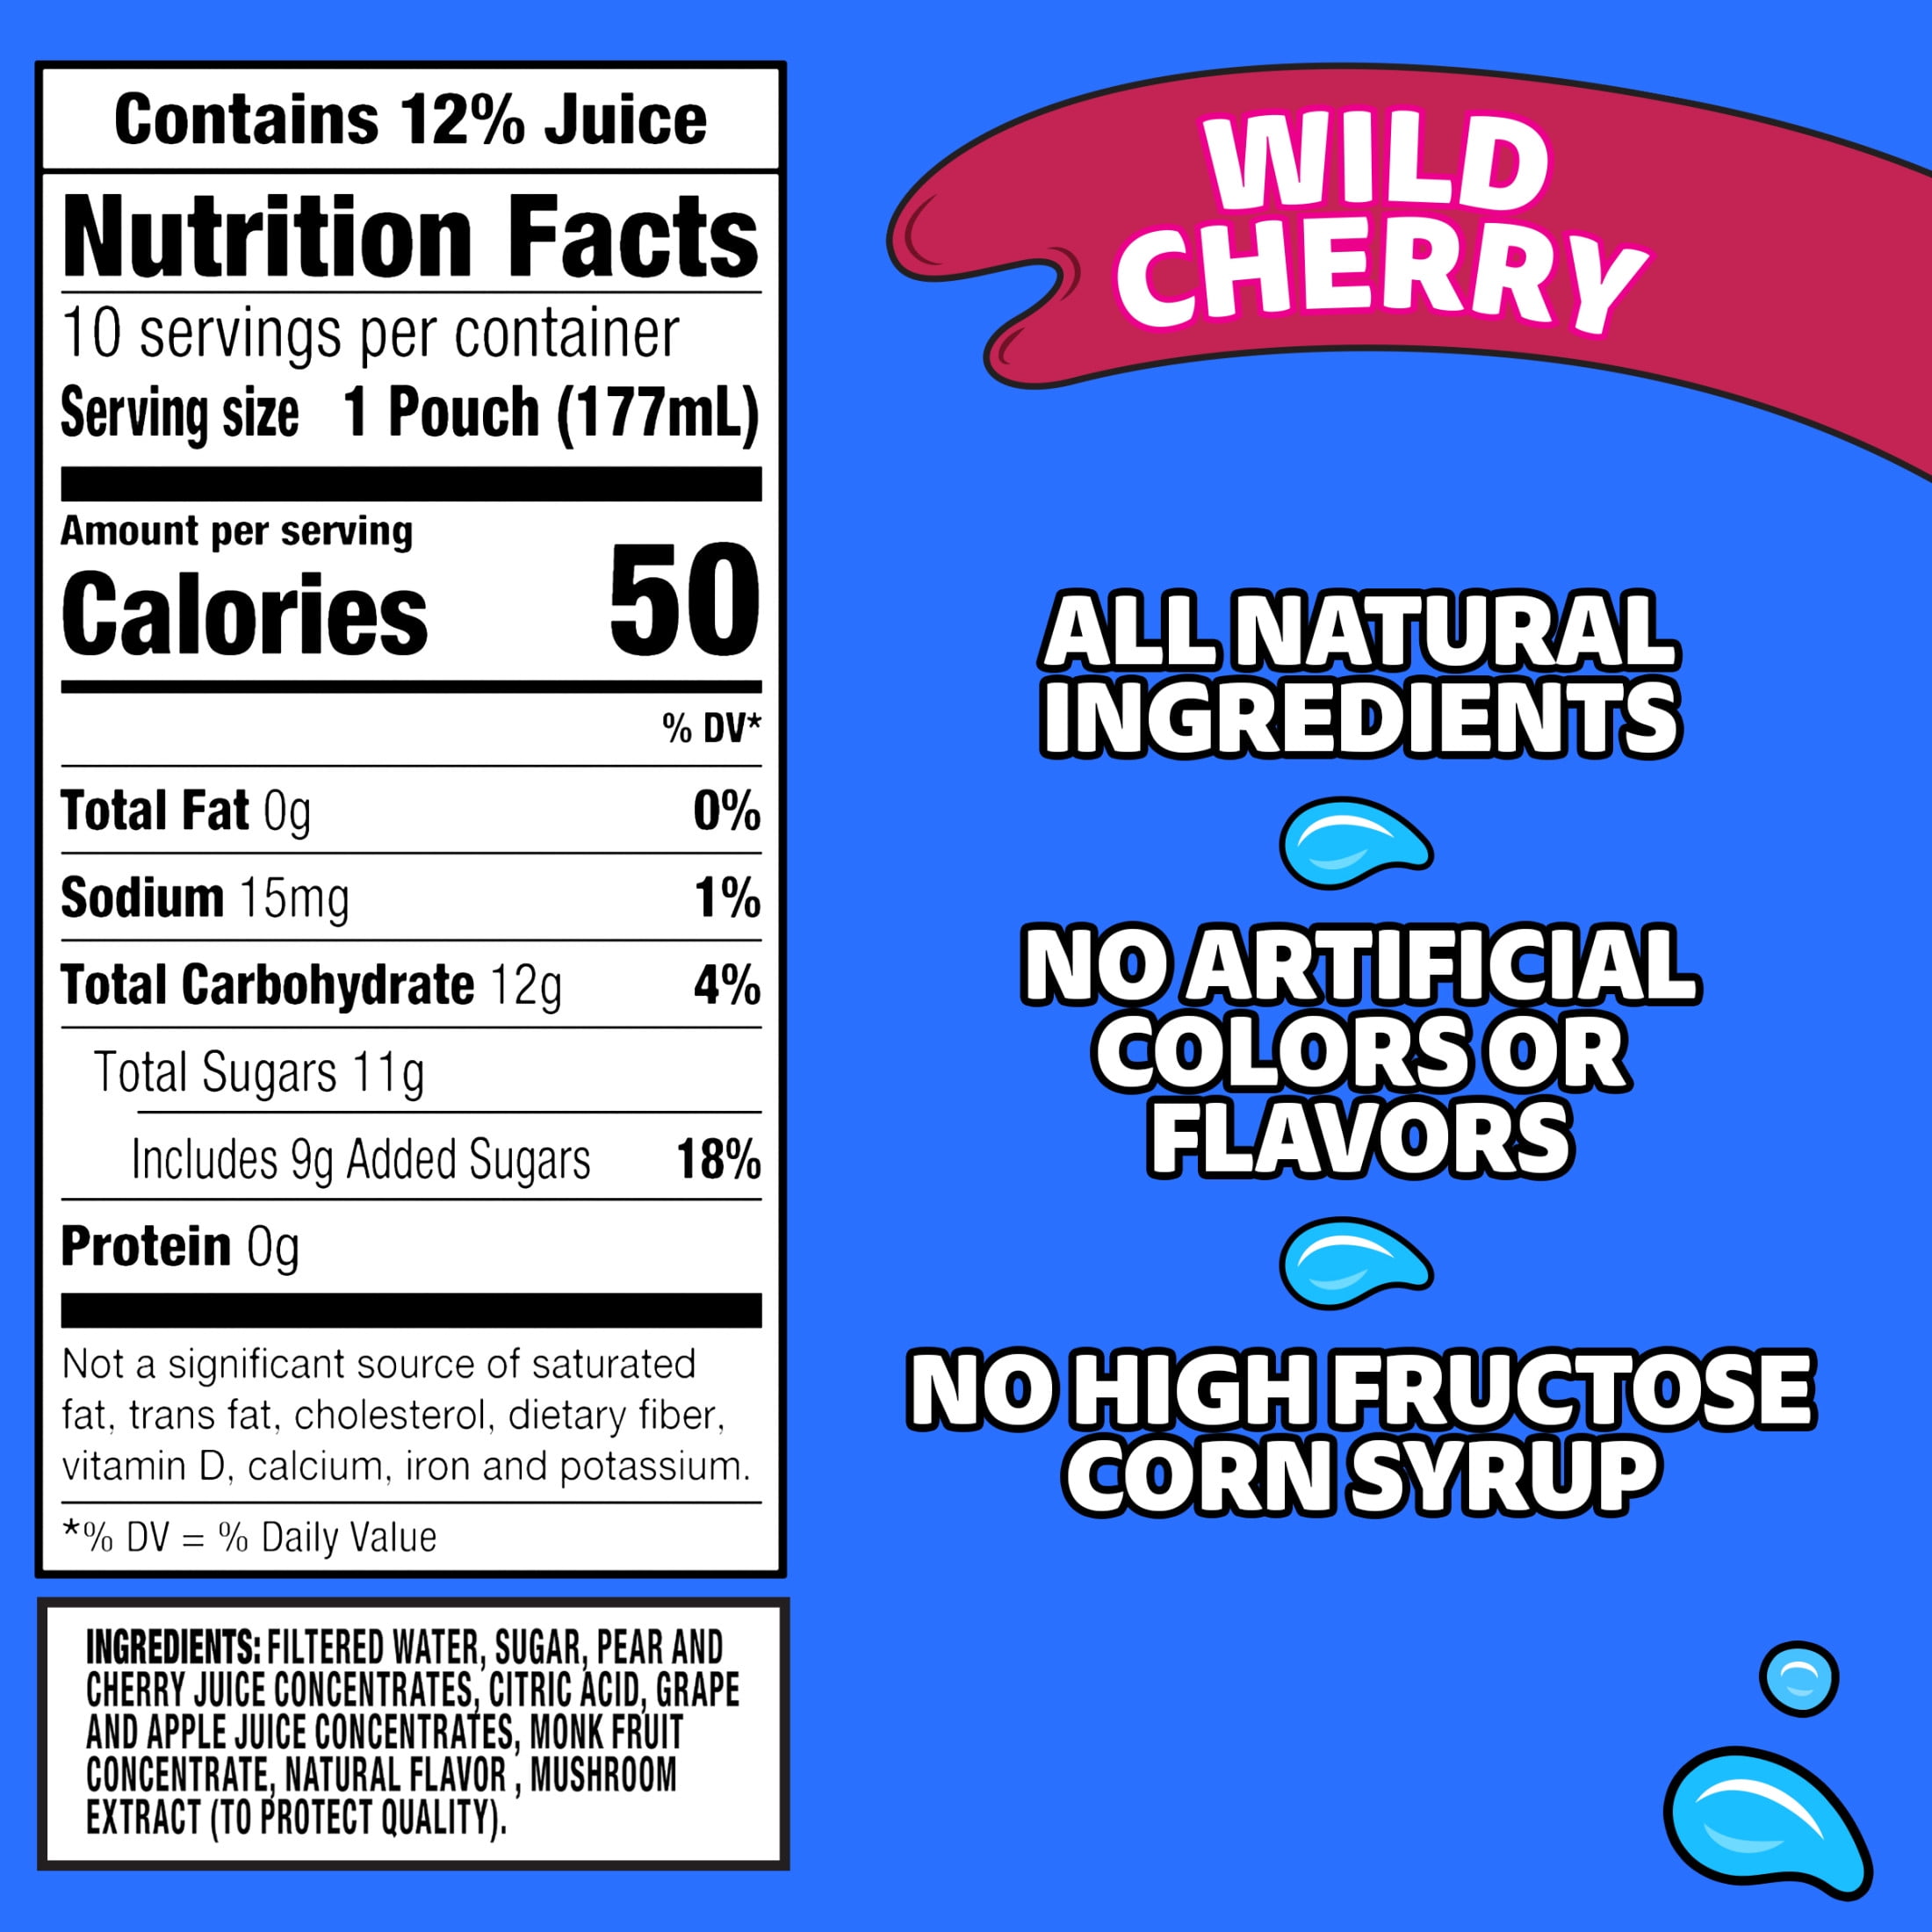 Contains 12% Juice
Nutrition Facts
10 servings per container
Serving size 1 Pouch (177mL)
Amount per serving
Calories 50
% DV*
Total Fat 0g 0%
Sodium 15mg 1%
Total Carbohydrate 12g 4%
Total Sugars 11g
Includes 9g Added Sugars 18%
Protein 0g
Not a significant source of saturated
fat, trans fat, cholesterol, dietary fiber,
vitamin D, calcium, iron and potassium.
*% DV = % Daily Value
INGREDIENTS: FILTERED WATER, SUGAR, PEAR AND
CHERRY JUICE CONCENTRATES, CITRIC ACID, GRAPE
AND APPLE JUICE CONCENTRATES, MONK FRUIT
CONCENTRATE, NATURAL FLAVOR , MUSHROOM
EXTRACT (TO PROTECT QUALITY).
WILD
CHERRY
ALL NATURAL
INGREDIENTS
NO ARTIFICIAL
COLORS OR
FLAVORS
NO HIGH FRUCTOSE
CORN SYRUP